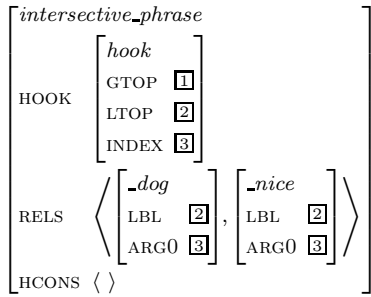 intersective_phrase
HOOK
hook
GTOP 1
LTOP 2
INDEX 3
RELS ⟨ _dog , _nice ⟩
LBL 2 LBL 2
ARG0 3 ARG0 3
HCONS ⟨ ⟩